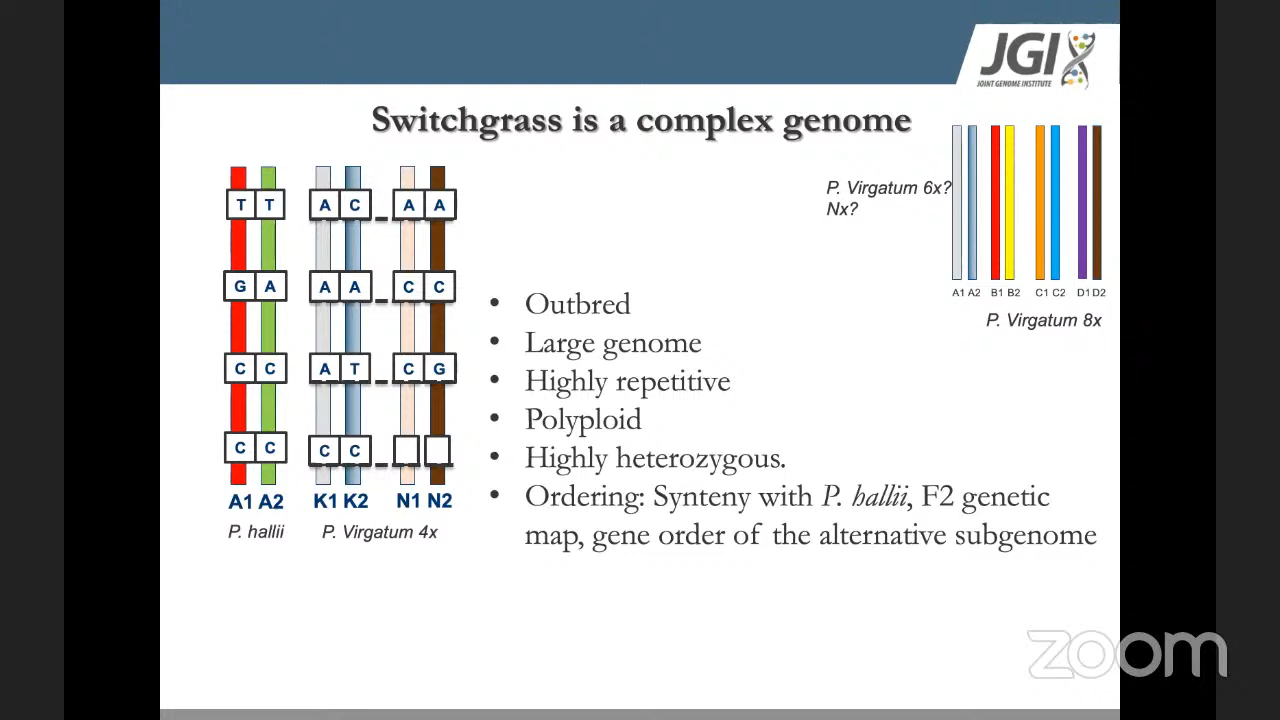 JGI
JOINT GENOME INSTITUTE
Switchgrass is a complex genome
T T A C A A
G A A A C C
C C A T C G
C C C C
A1 A2 K1 K2 N1 N2
P. hallii P. Virgatum 4x
P. Virgatum 6x?
Nx?
A1 A2 B1 B2 C1 C2 D1 D2
P. Virgatum 8x
• Outbred
• Large genome
• Highly repetitive
• Polyploid
• Highly heterozygous.
• Ordering: Synteny with P. hallii, F2 genetic
map, gene order of the alternative subgenome
zoom